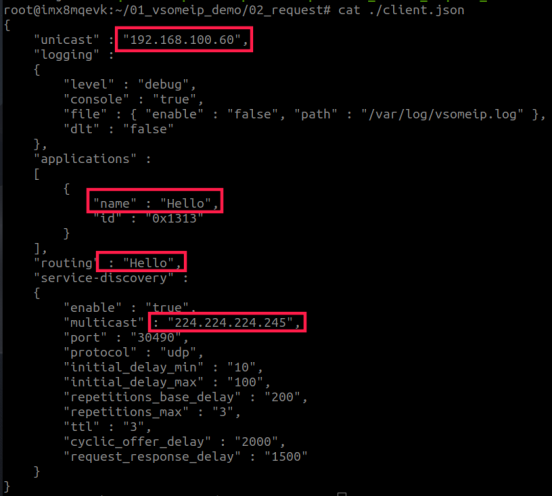 root@imx8mqevk:~/01_vsomeip_demo/02_request# cat ./client.json
{
    "unicast" : "192.168.100.60",
    "logging" :
    {
        "level" : "debug",
        "console" : "true",
        "file" : { "enable" : "false", "path" : "/var/log/vsomeip.log" },
        "dlt" : "false"
    },
    "applications" :
    [
        {
            "name" : "Hello",
            "id" : "0x1313"
        }
    ],
    "routing" : "Hello",
    "service-discovery" :
    {
        "enable" : "true",
        "multicast" : "224.224.224.245",
        "port" : "30490",
        "protocol" : "udp",
        "initial_delay_min" : "10",
        "initial_delay_max" : "100",
        "repetitions_base_delay" : "200",
        "repetitions_max" : "3",
        "ttl" : "3",
        "cyclic_offer_delay" : "2000",
        "request_response_delay" : "1500"
    }
}